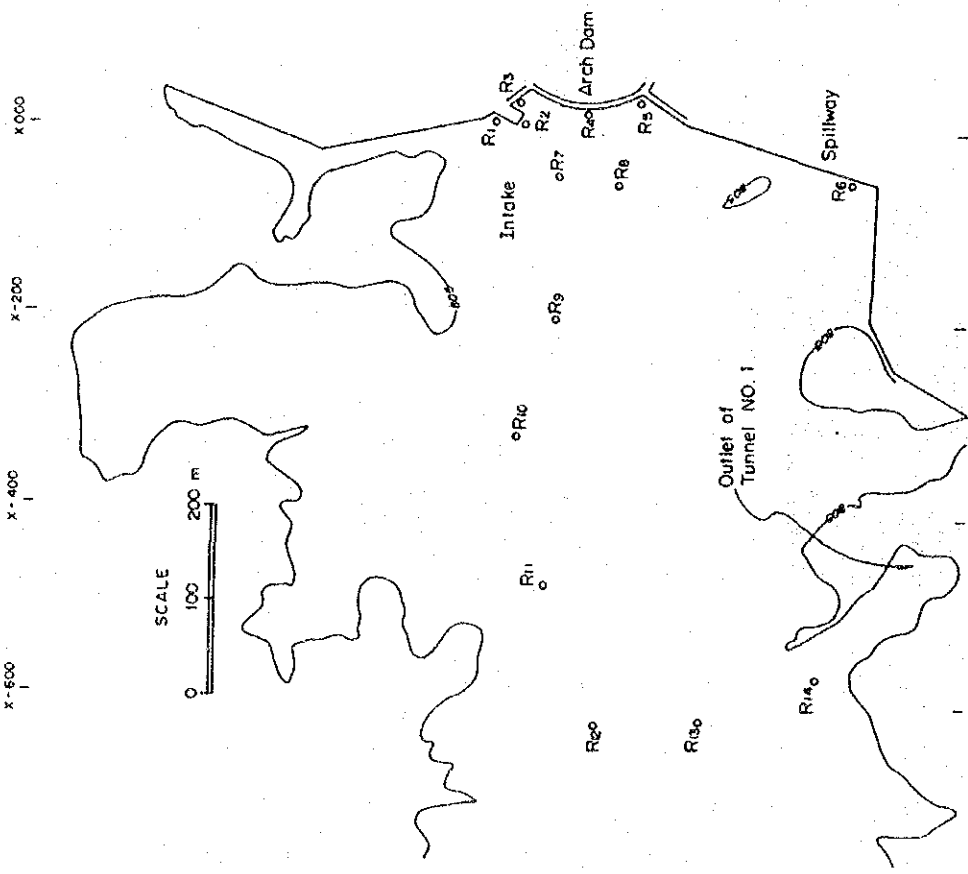 X-600
X-400
X-200
X 000
SCALE
0
100
200 m
R1
R2
R3
Arch Dam
R4
R5
Intake
R7
R8
Spillway
R6
R9
R10
R11
R12
R13
R14
Outlet of
Tunnel NO. 1